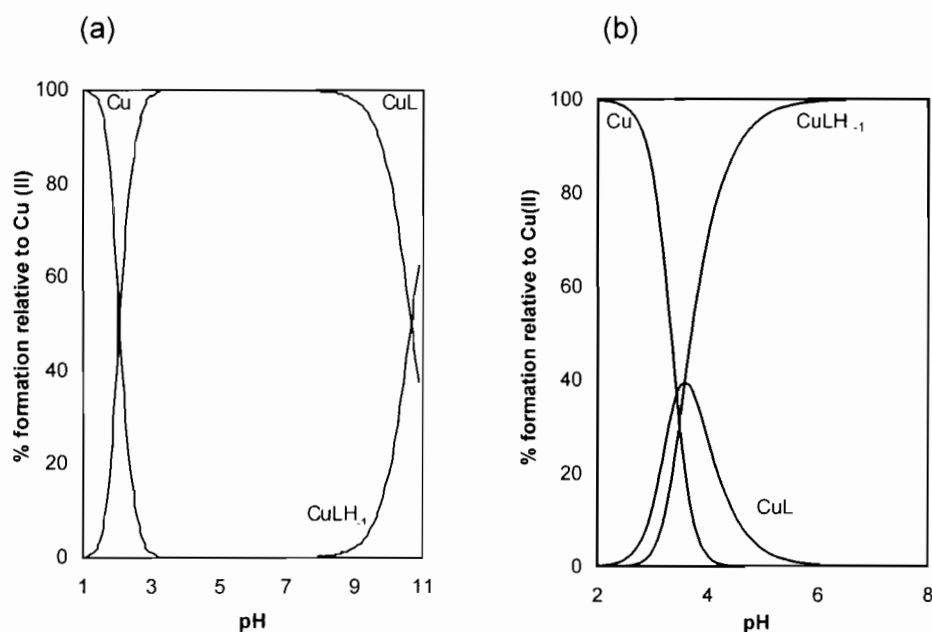 (a)
100
80
60
40
20
0
% formation relative to Cu (II)
Cu
CuL
CuLH-1
1 3 5 7 9 11
pH
(b)
100
80
60
40
20
0
% formation relative to Cu(II)
Cu
CuLH-1
CuL
2 4 6 8
pH